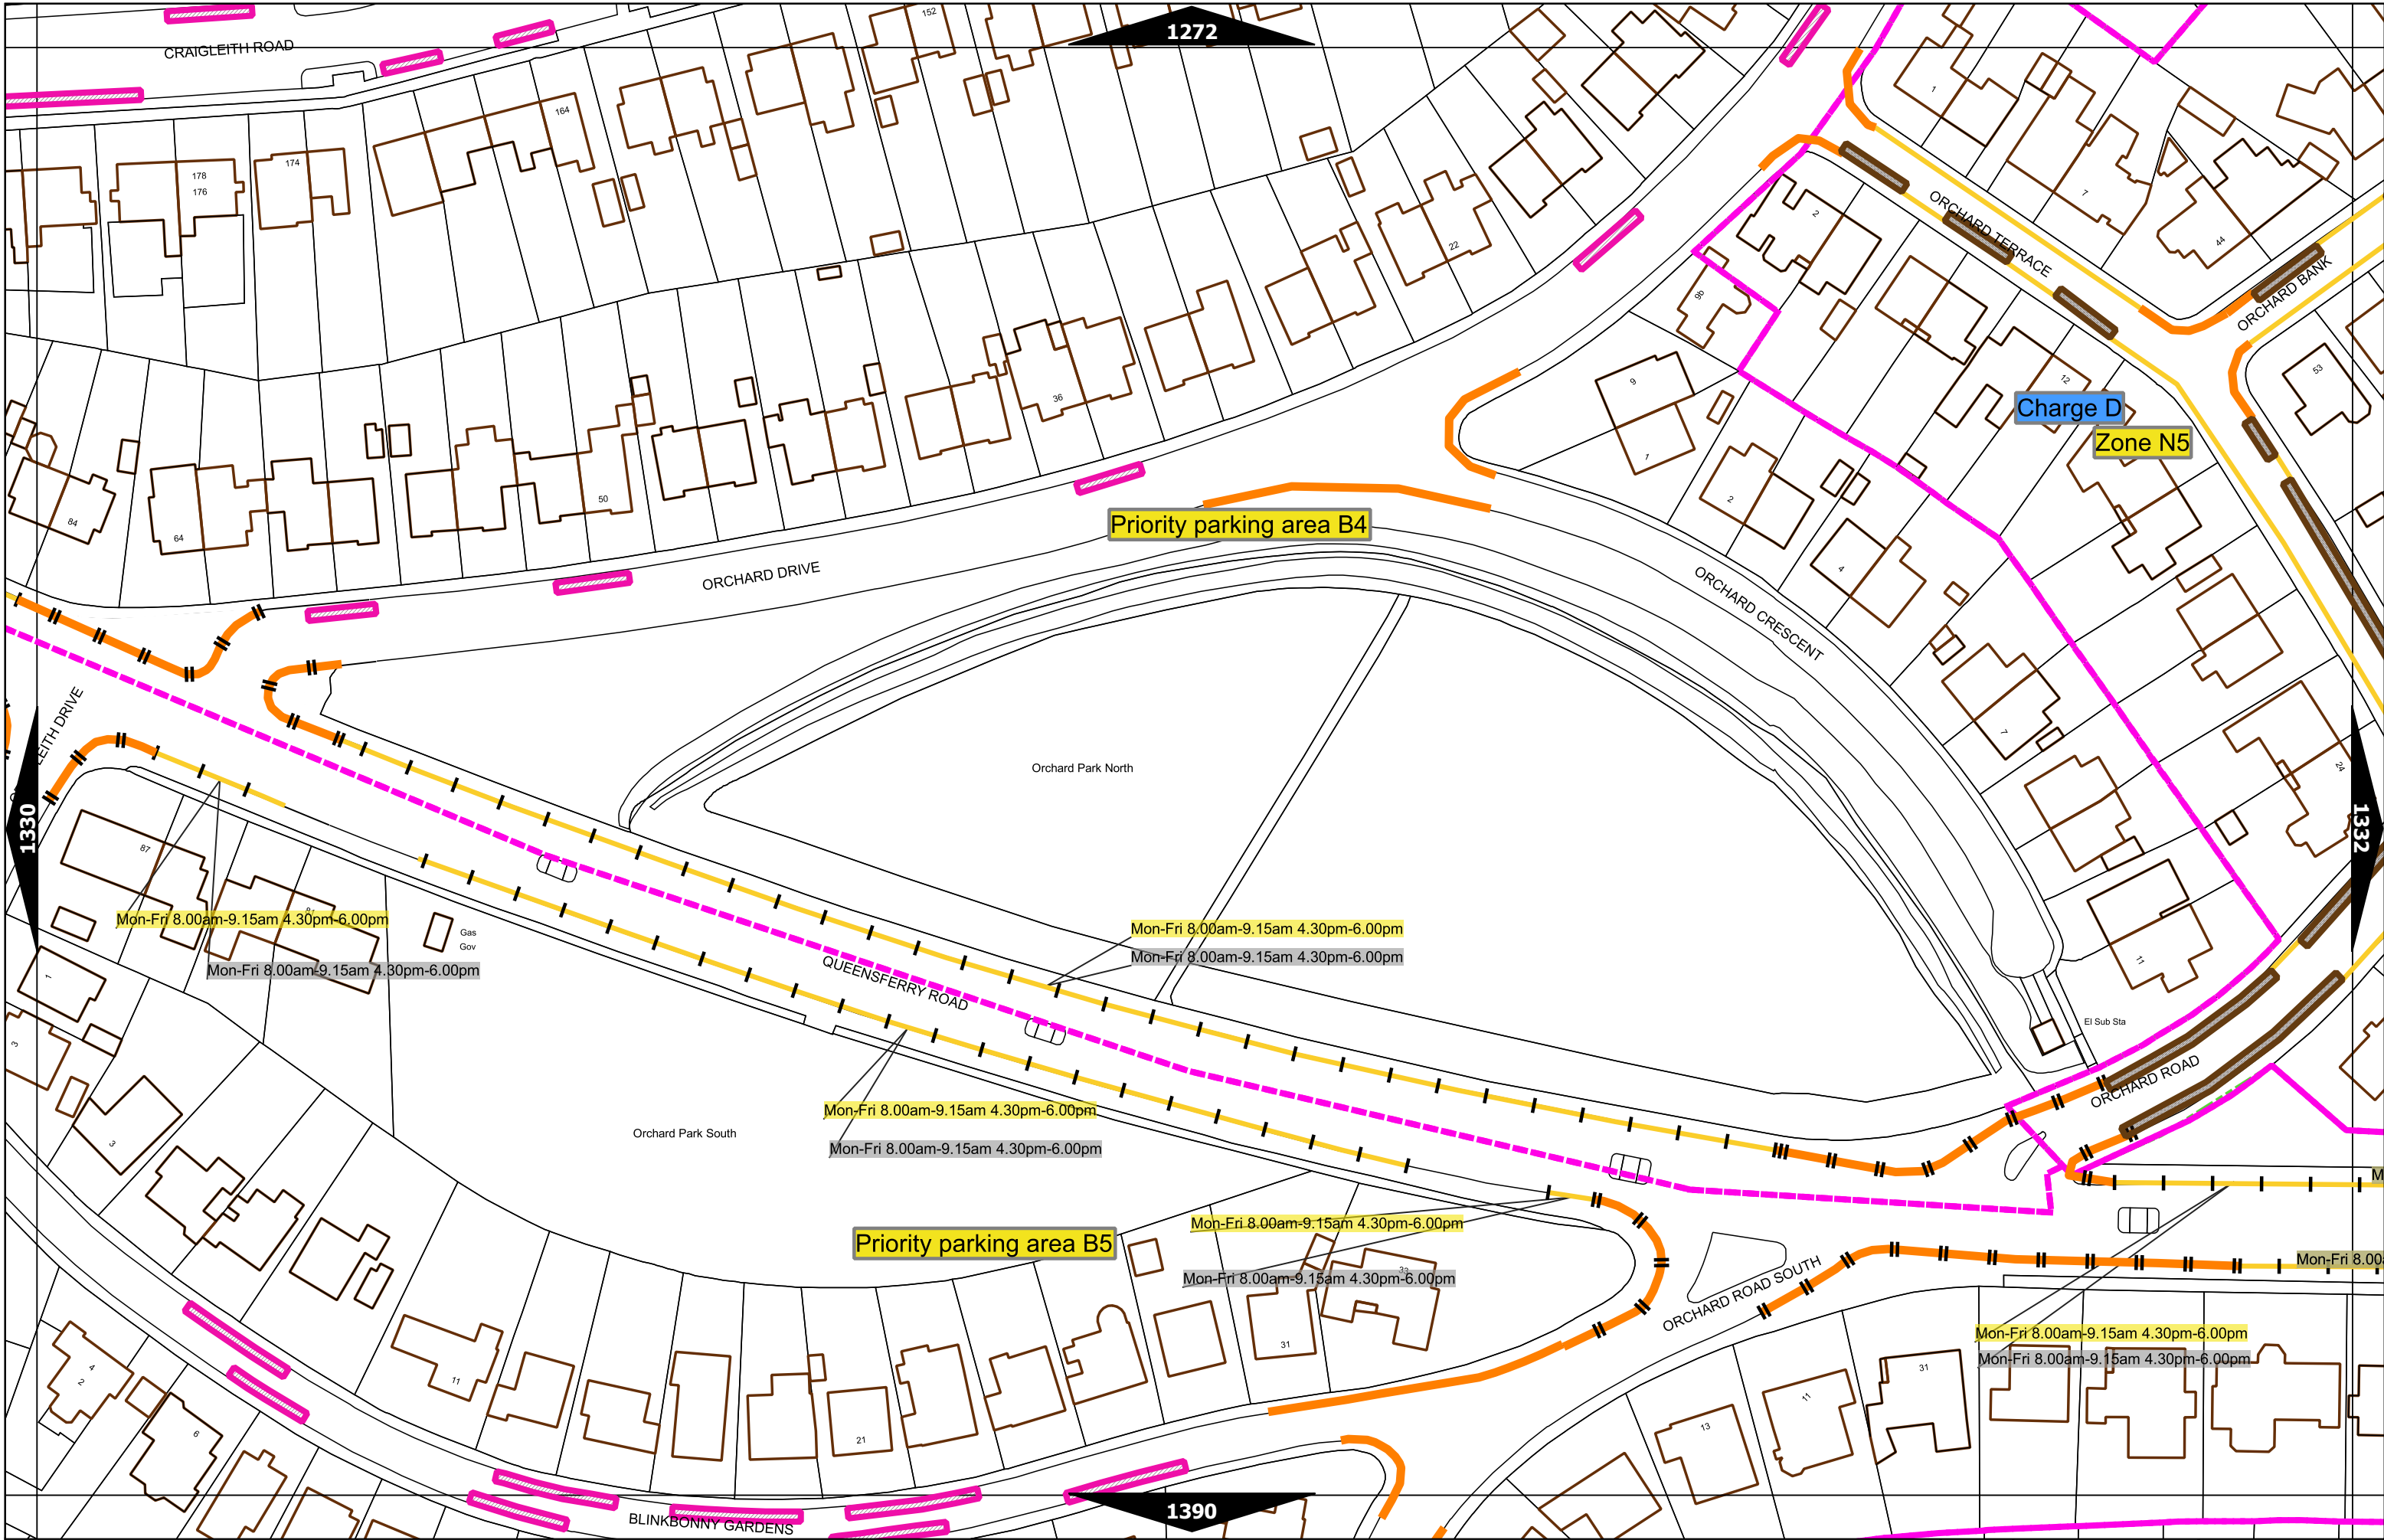 152
1272
CRAIGLEITH ROAD
164
174
178
176
1
7
44
2
ORCHARD TERRACE
ORCHARD BANK
22
9b
9
1
53
12
Charge D
Zone N5
36
50
64
84
2
4
Priority parking area B4
ORCHARD DRIVE
ORCHARD CRESCENT
LEITH DRIVE
7
24
Orchard Park North
1330
1332
87
Mon-Fri 8.00am-9.15am 4.30pm-6.00pm
Gas
Gov
Mon-Fri 8.00am-9.15am 4.30pm-6.00pm
Mon-Fri 8.00am-9.15am 4.30pm-6.00pm
Mon-Fri 8.00am-9.15am 4.30pm-6.00pm
QUEENSFERRY ROAD
11
1
3
El Sub Sta
ORCHARD ROAD
Mon-Fri 8.00am-9.15am 4.30pm-6.00pm
Mon-Fri 8.00am-9.15am 4.30pm-6.00pm
Orchard Park South
3
M
Priority parking area B5
Mon-Fri 8.00am-9.15am 4.30pm-6.00pm
Mon-Fri 8.00am-9.15am 4.30pm-6.00pm
Mon-Fri 8.00a
ORCHARD ROAD SOUTH
33
31
Mon-Fri 8.00am-9.15am 4.30pm-6.00pm
Mon-Fri 8.00am-9.15am 4.30pm-6.00pm
4
2
11
31
11
13
6
21
1390
BLINKBONNY GARDENS